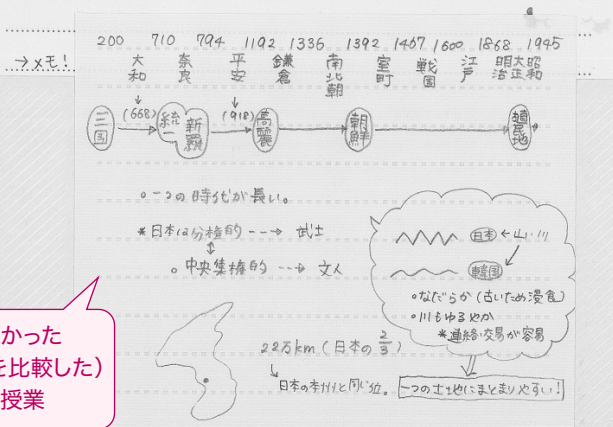 →メモ!
200 710 794 1192 1336 1392 1467 1600 1868 1945
大和 奈良 平安 鎌倉 南北朝 室町 戦国 江戸 明治 大正 昭和
三国 (668) 統一新羅 (918) 高麗 朝鮮 植民地
○一つの時代が長い。
*日本は分権的 ---→ 武士
○中央集権的 ---→ 文人
日本 ← 山・川
韓国
○なだらか(古いため浸食)
○川もゆるやか
*連絡・交易が容易
22万km(日本の2/3)
日本の本州と同じ位。
一つの土地にまとまりやすい!
かった
を比較した)
授業